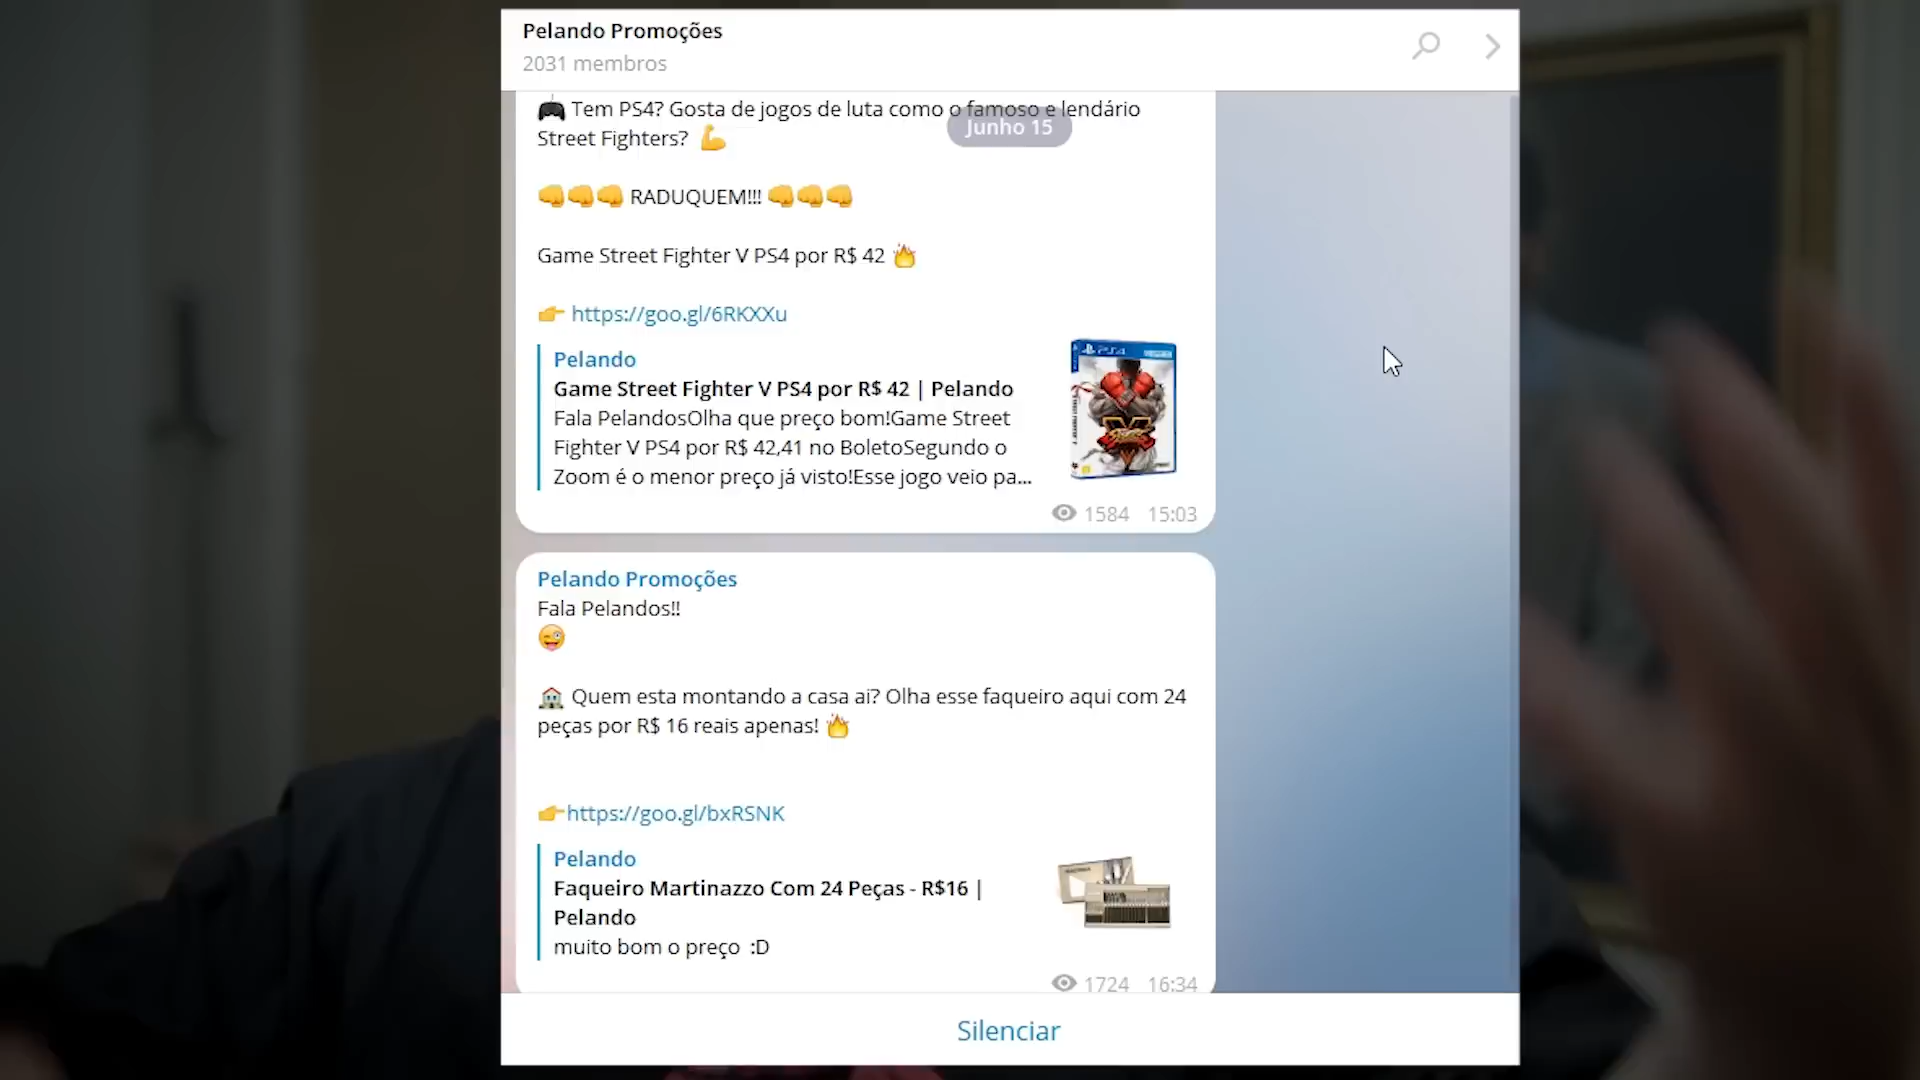 Pelando Promoções
2031 membros
🎮 Tem PS4? Gosta de jogos de luta como o famoso e lendário
Junho 15
Street Fighters? 💪
👊👊👊 RADUQUEM!!! 👊👊👊
Game Street Fighter V PS4 por R$ 42 🔥
👉 https://goo.gl/6RKXXu
Pelando
Game Street Fighter V PS4 por R$ 42 | Pelando
Fala PelandosOlha que preço bom!Game Street
Fighter V PS4 por R$ 42,41 no BoletoSegundo o
Zoom é o menor preço já visto!Esse jogo veio pa...
PS4
1584 15:03
Pelando Promoções
Fala Pelandos!!
😜
🏠 Quem esta montando a casa ai? Olha esse faqueiro aqui com 24
peças por R$ 16 reais apenas! 🔥
👉https://goo.gl/bxRSNK
Pelando
Faqueiro Martinazzo Com 24 Peças - R$16 |
Pelando
muito bom o preço :D
1724 16:34
Silenciar